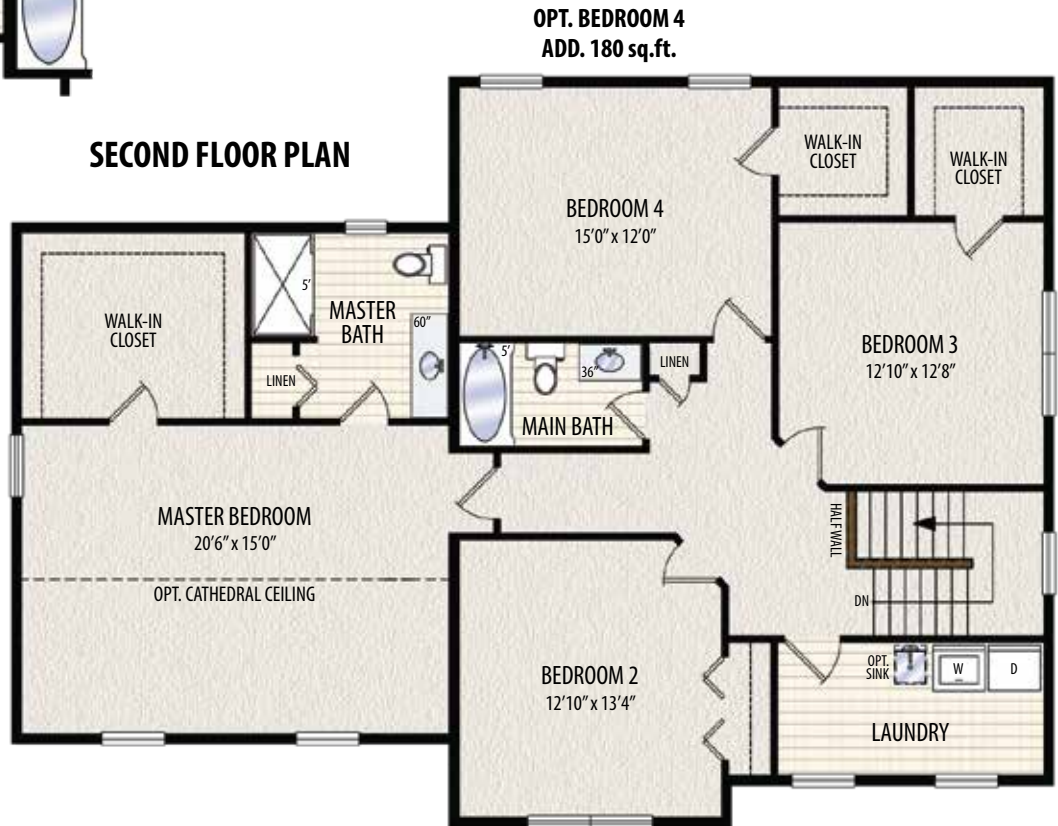 OPT. BEDROOM 4
ADD. 180 sq.ft.
SECOND FLOOR PLAN
WALK-IN
CLOSET
WALK-IN
CLOSET
BEDROOM 4
15'0" x 12'0"
5'
MASTER
BATH
60"
WALK-IN
CLOSET
LINEN
5'
36"
LINEN
MAIN BATH
BEDROOM 3
12'10" x 12'8"
MASTER BEDROOM
20'6" x 15'0"
OPT. CATHEDRAL CEILING
HALF WALL
DN
BEDROOM 2
12'10" x 13'4"
OPT.
SINK
W
D
LAUNDRY